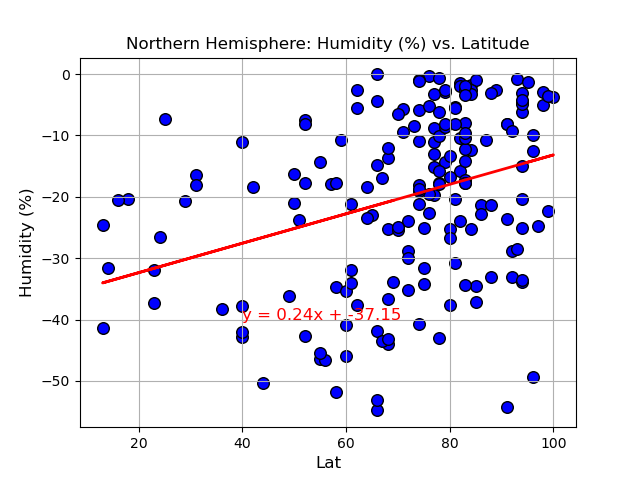 Northern Hemisphere: Humidity (%) vs. Latitude
Humidity (%)
0
−10
−20
−30
−40
−50
y = 0.24x + -37.15
20 40 60 80 100
Lat